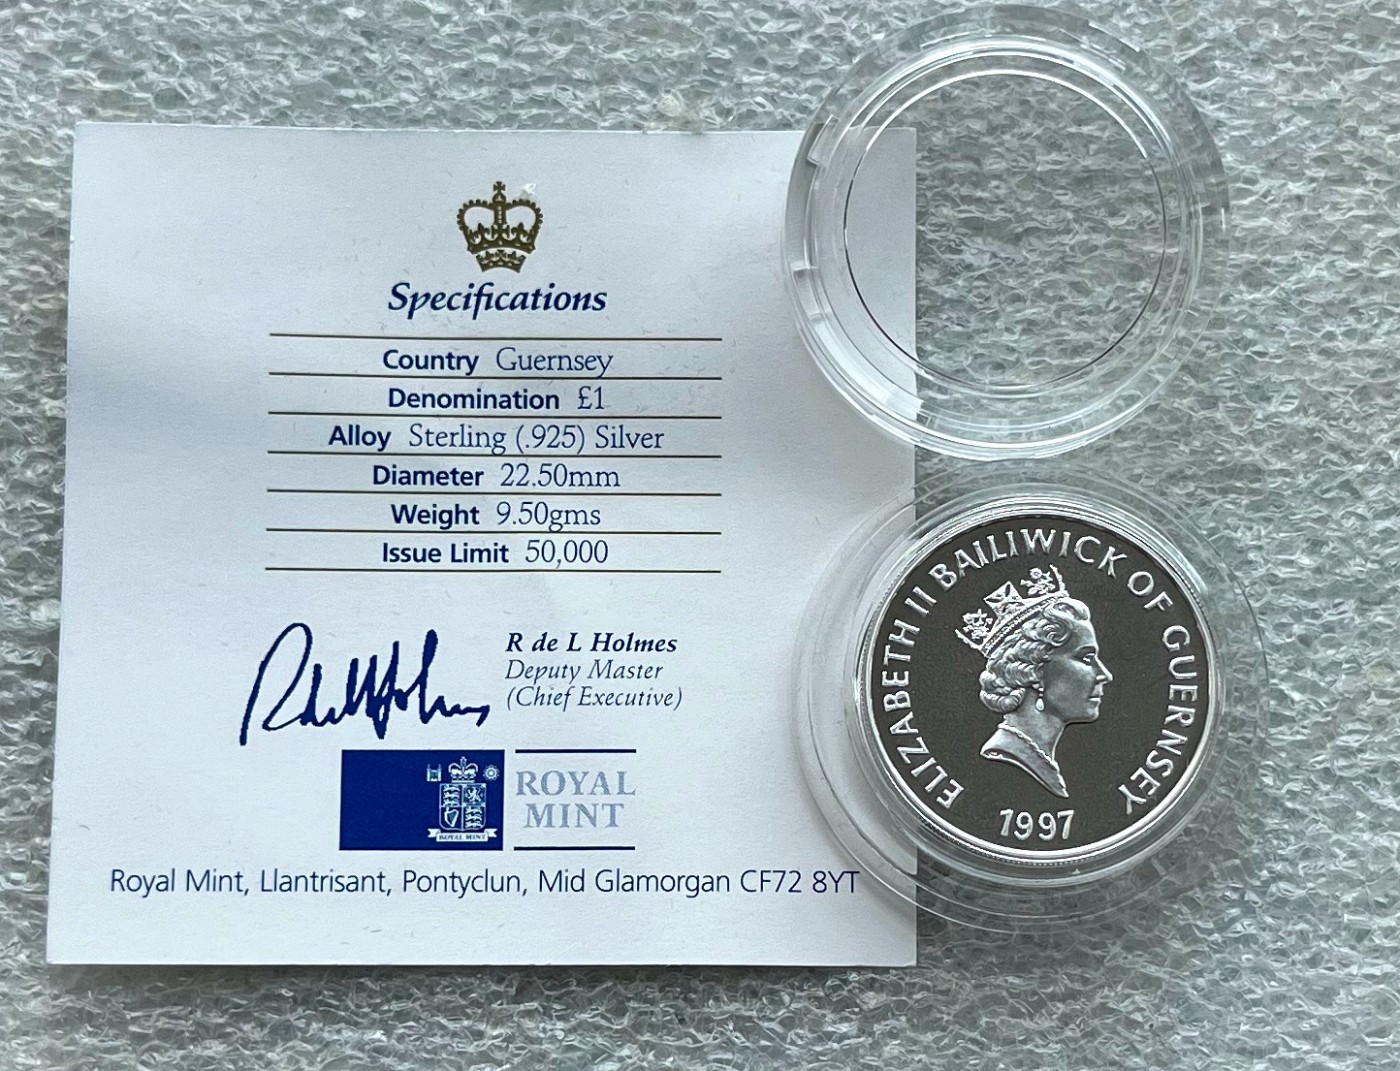 Specifications
Country Guernsey
Denomination £1
Alloy Sterling (.925) Silver
Diameter 22.50mm
Weight 9.50gms
Issue Limit 50,000
R de L Holmes
Deputy Master
(Chief Executive)
ROYAL MINT
ROYAL
MINT
Royal Mint, Llantrisant, Pontyclun, Mid Glamorgan CF72 8YT
ELIZABETH II BAILIWICK OF GUERNSEY
1997